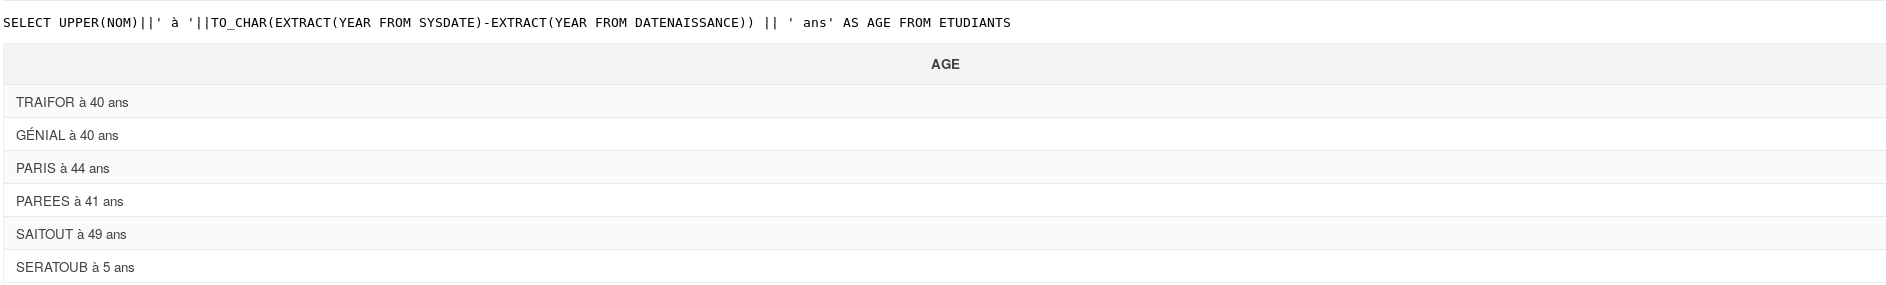 SELECT UPPER(NOM)||' à '||TO_CHAR(EXTRACT(YEAR FROM SYSDATE)-EXTRACT(YEAR FROM DATENAISSANCE)) || ' ans' AS AGE FROM ETUDIANTS
AGE
TRAIFOR à 40 ans
GÉNIAL à 40 ans
PARIS à 44 ans
PAREES à 41 ans
SAITOUT à 49 ans
SERATOUB à 5 ans